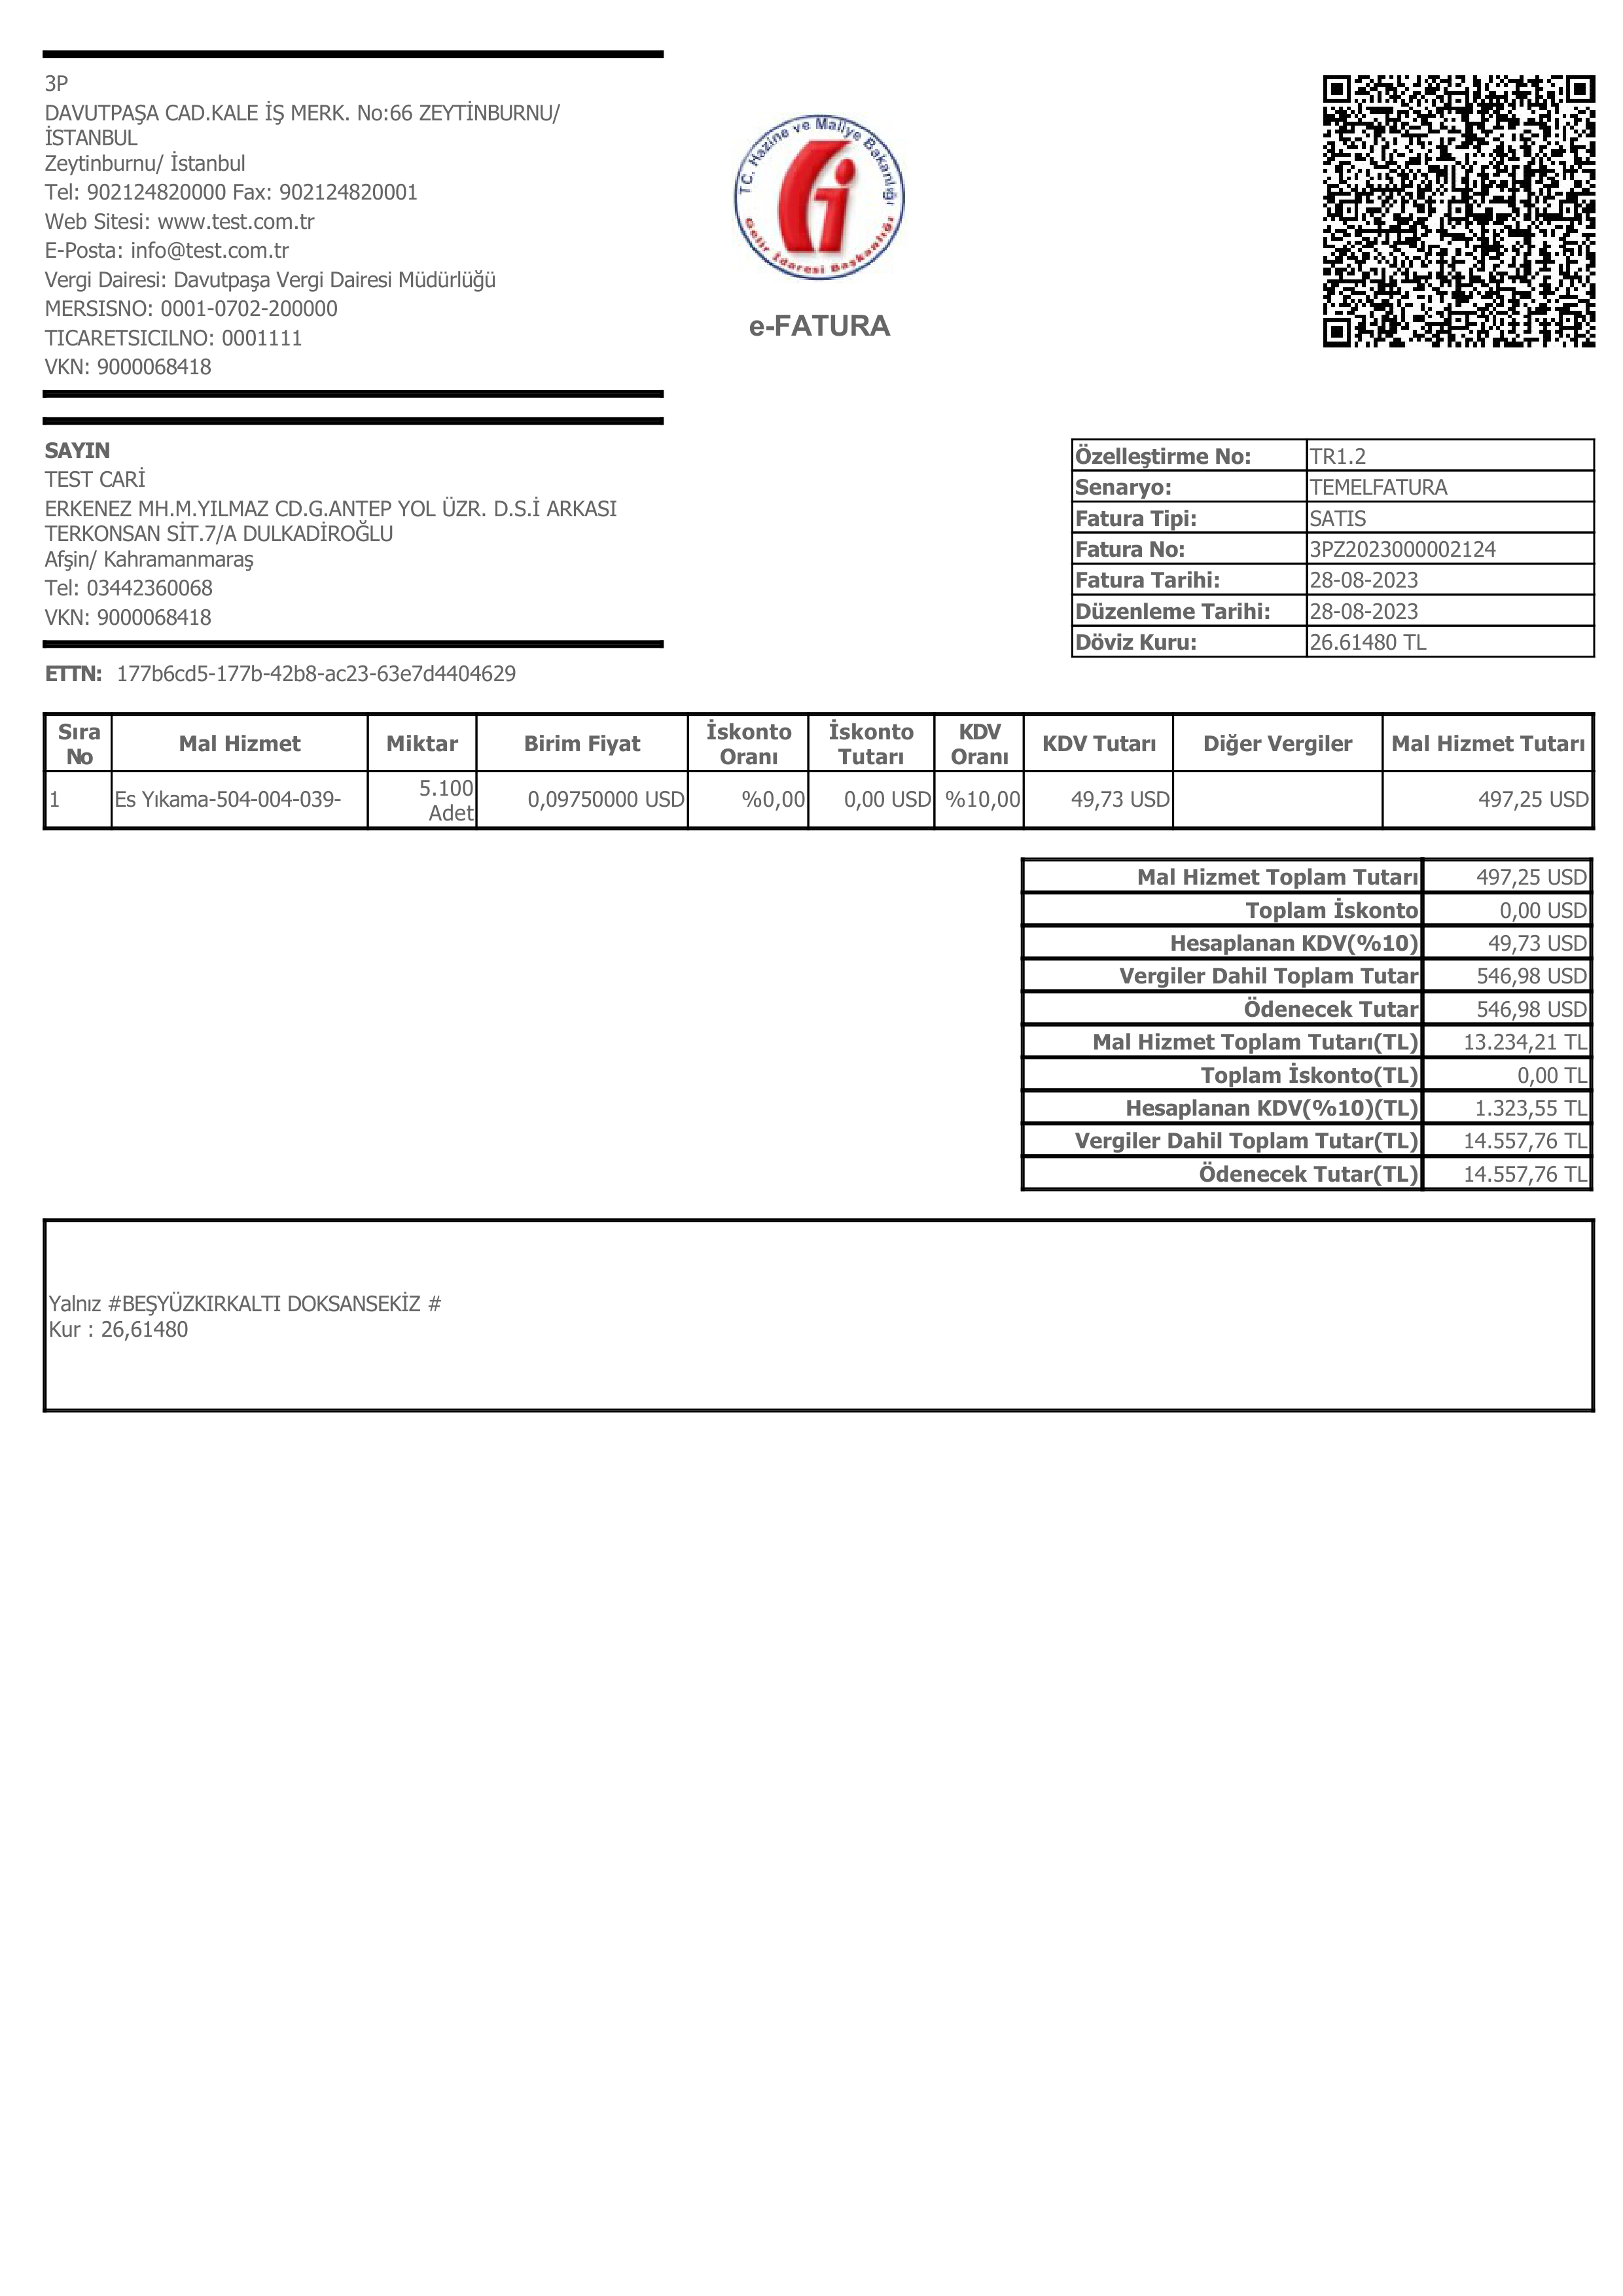 3P
DAVUTPAŞA CAD.KALE İŞ MERK. No:66 ZEYTİNBURNU/
İSTANBUL
Zeytinburnu/ İstanbul
Tel: 902124820000 Fax: 902124820001
Web Sitesi: www.test.com.tr
E-Posta: info@test.com.tr
Vergi Dairesi: Davutpaşa Vergi Dairesi Müdürlüğü
MERSISNO: 0001-0702-200000
TICARETSICILNO: 0001111
VKN: 9000068418
TC. Hazine ve Maliye Bakanlığı
Gelir İdaresi Başkanlığı
e-FATURA
SAYIN
TEST CARİ
ERKENEZ MH.M.YILMAZ CD.G.ANTEP YOL ÜZR. D.S.İ ARKASI
TERKONSAN SİT.7/A DULKADİROĞLU
Afşin/ Kahramanmaraş
Tel: 03442360068
VKN: 9000068418
Özelleştirme No: TR1.2
Senaryo: TEMELFATURA
Fatura Tipi: SATIS
Fatura No: 3PZ2023000002124
Fatura Tarihi: 28-08-2023
Düzenleme Tarihi: 28-08-2023
Döviz Kuru: 26.61480 TL
ETTN: 177b6cd5-177b-42b8-ac23-63e7d4404629
Sıra No Mal Hizmet Miktar Birim Fiyat İskonto Oranı İskonto Tutarı KDV Oranı KDV Tutarı Diğer Vergiler Mal Hizmet Tutarı
1 Es Yıkama-504-004-039- 5.100 Adet 0,09750000 USD %0,00 0,00 USD %10,00 49,73 USD 497,25 USD
Mal Hizmet Toplam Tutarı 497,25 USD
Toplam İskonto 0,00 USD
Hesaplanan KDV(%10) 49,73 USD
Vergiler Dahil Toplam Tutar 546,98 USD
Ödenecek Tutar 546,98 USD
Mal Hizmet Toplam Tutarı(TL) 13.234,21 TL
Toplam İskonto(TL) 0,00 TL
Hesaplanan KDV(%10)(TL) 1.323,55 TL
Vergiler Dahil Toplam Tutar(TL) 14.557,76 TL
Ödenecek Tutar(TL) 14.557,76 TL
Yalnız #BEŞYÜZKIRKALTI DOKSANSEKİZ #
Kur : 26,61480